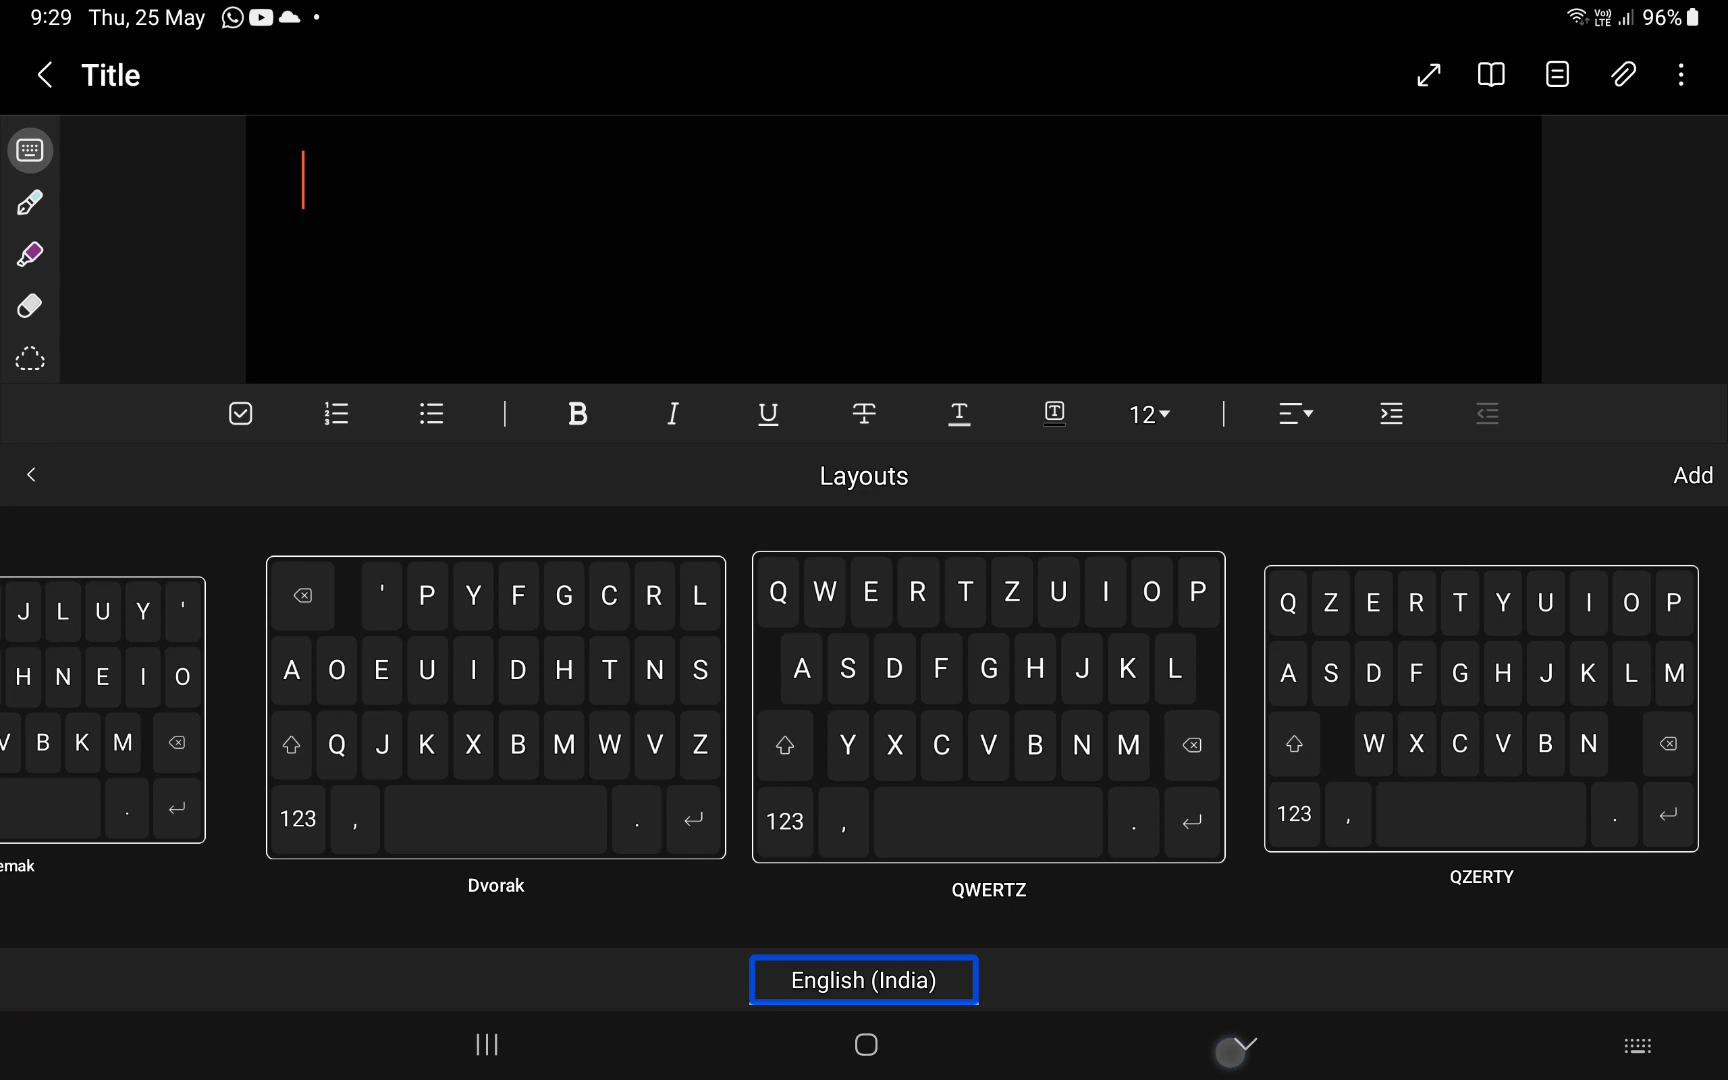 9:29 Thu, 25 May 96%
Title
B I U T T T 12
Layouts Add
J L U Y '
H N E I O
V B K M
.
emak
' P Y F G C R L
A O E U I D H T N S
Q J K X B M W V Z
123 , .
Dvorak
Q W E R T Z U I O P
A S D F G H J K L
Y X C V B N M
123 , .
QWERTZ
Q Z E R T Y U I O P
A S D F G H J K L M
W X C V B N
123 , .
QZERTY
English (India)